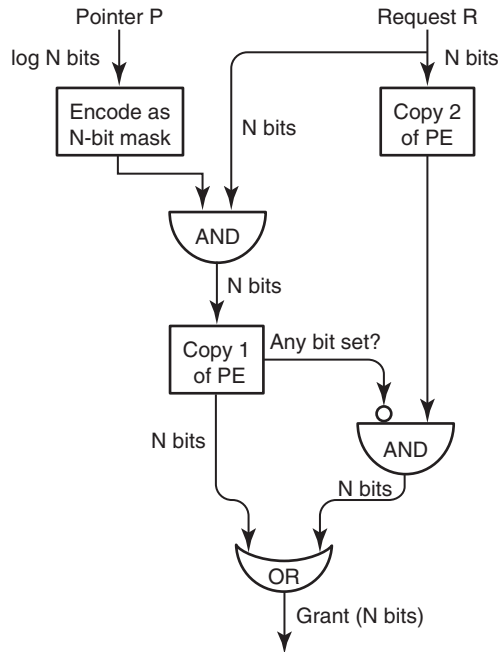 Pointer P
Request R
log N bits
N bits
Encode as
N-bit mask
N bits
Copy 2
of PE
AND
N bits
Copy 1
of PE
Any bit set?
N bits
AND
N bits
OR
Grant (N bits)